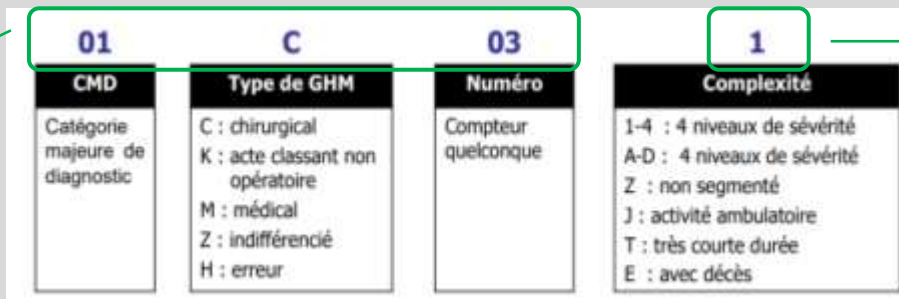 01 C 03 1
CMD
Catégorie
majeure de
diagnostic
Type de GHM
C : chirurgical
K : acte classant non
opératoire
M : médical
Z : indifférencié
H : erreur
Numéro
Compteur
quelconque
Complexité
1-4 : 4 niveaux de sévérité
A-D : 4 niveaux de sévérité
Z : non segmenté
J : activité ambulatoire
T : très courte durée
E : avec décès